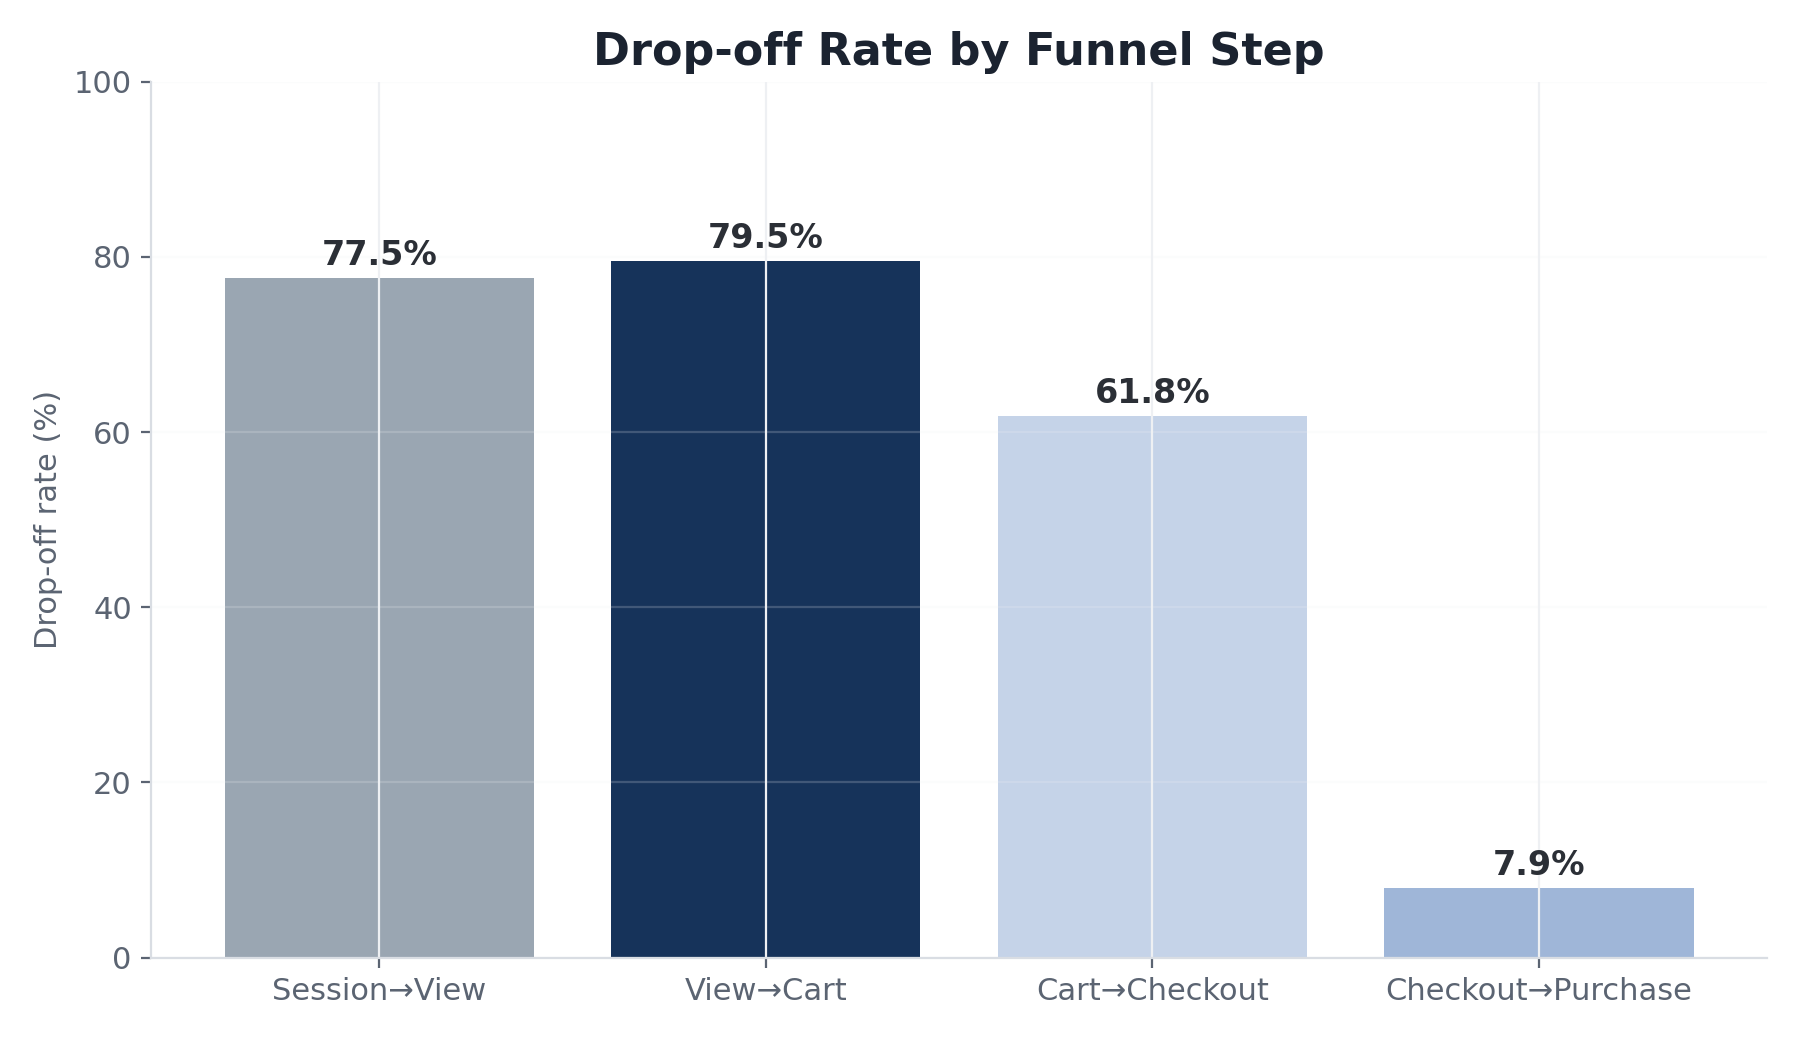 Drop-off Rate by Funnel Step
Drop-off rate (%)
100
80
60
40
20
0
77.5%
79.5%
61.8%
7.9%
Session→View
View→Cart
Cart→Checkout
Checkout→Purchase